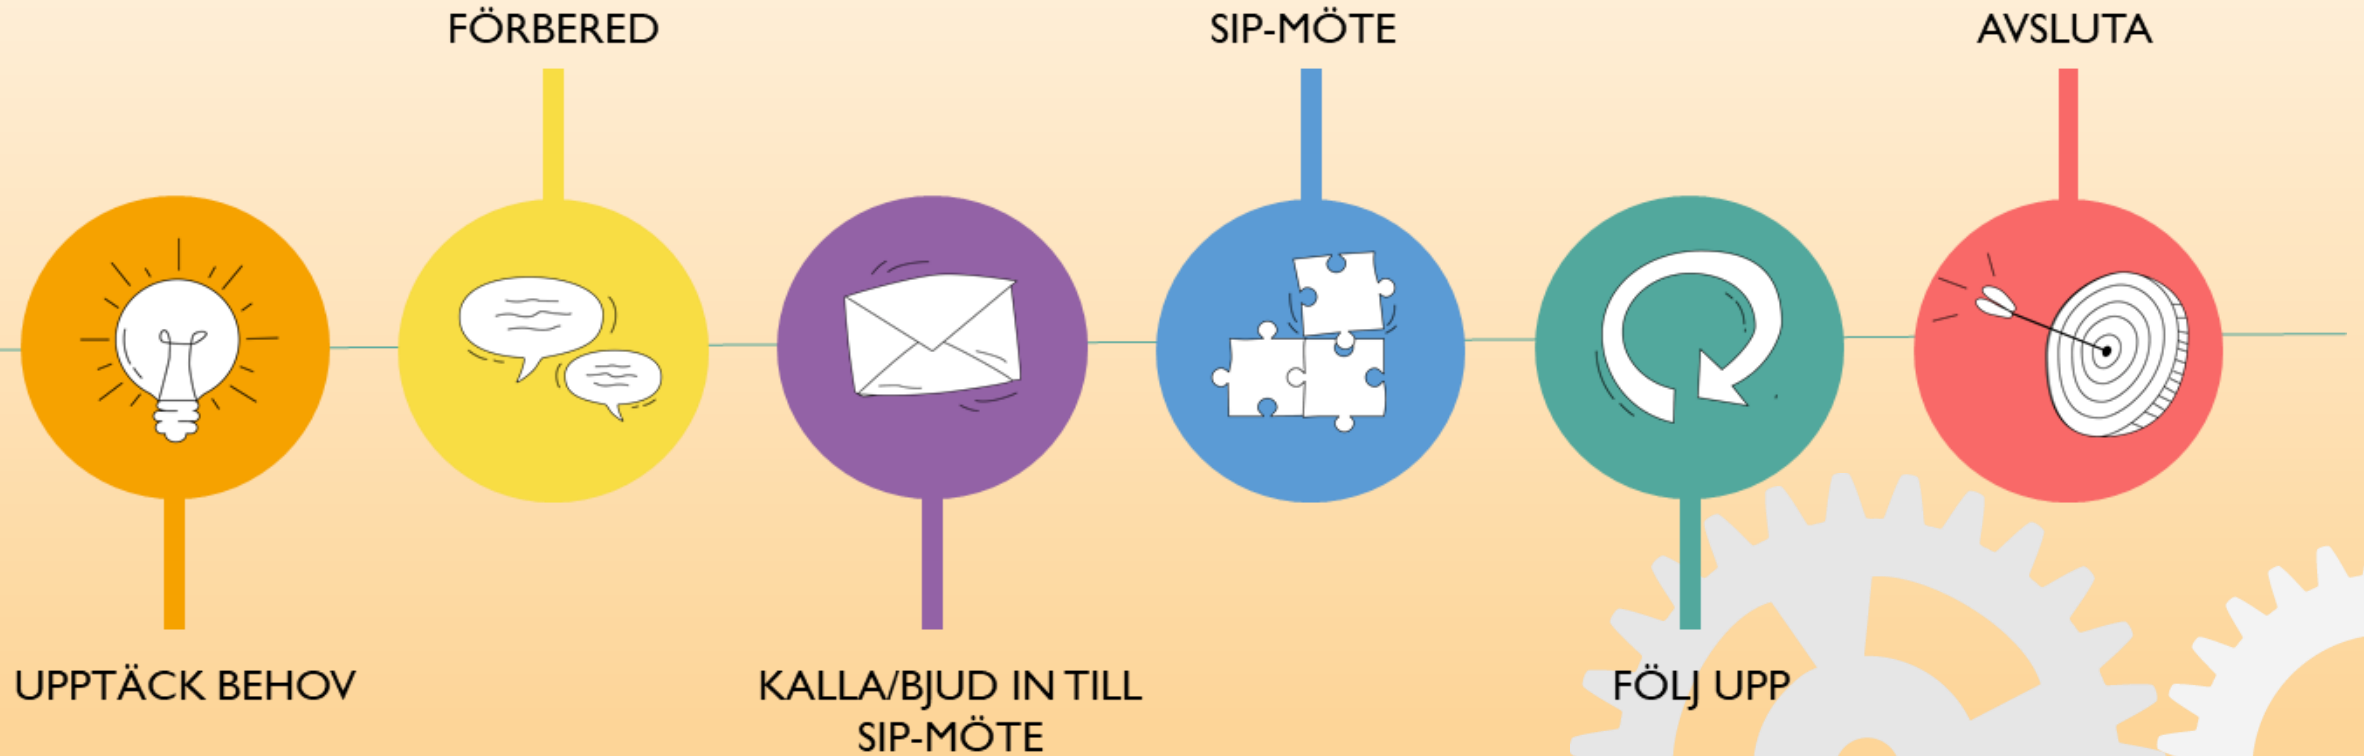 FÖRBERED
SIP-MÖTE
AVSLUTA
UPPTÄCK BEHOV
KALLA/BJUD IN TILL
SIP-MÖTE
FÖLJ UPP